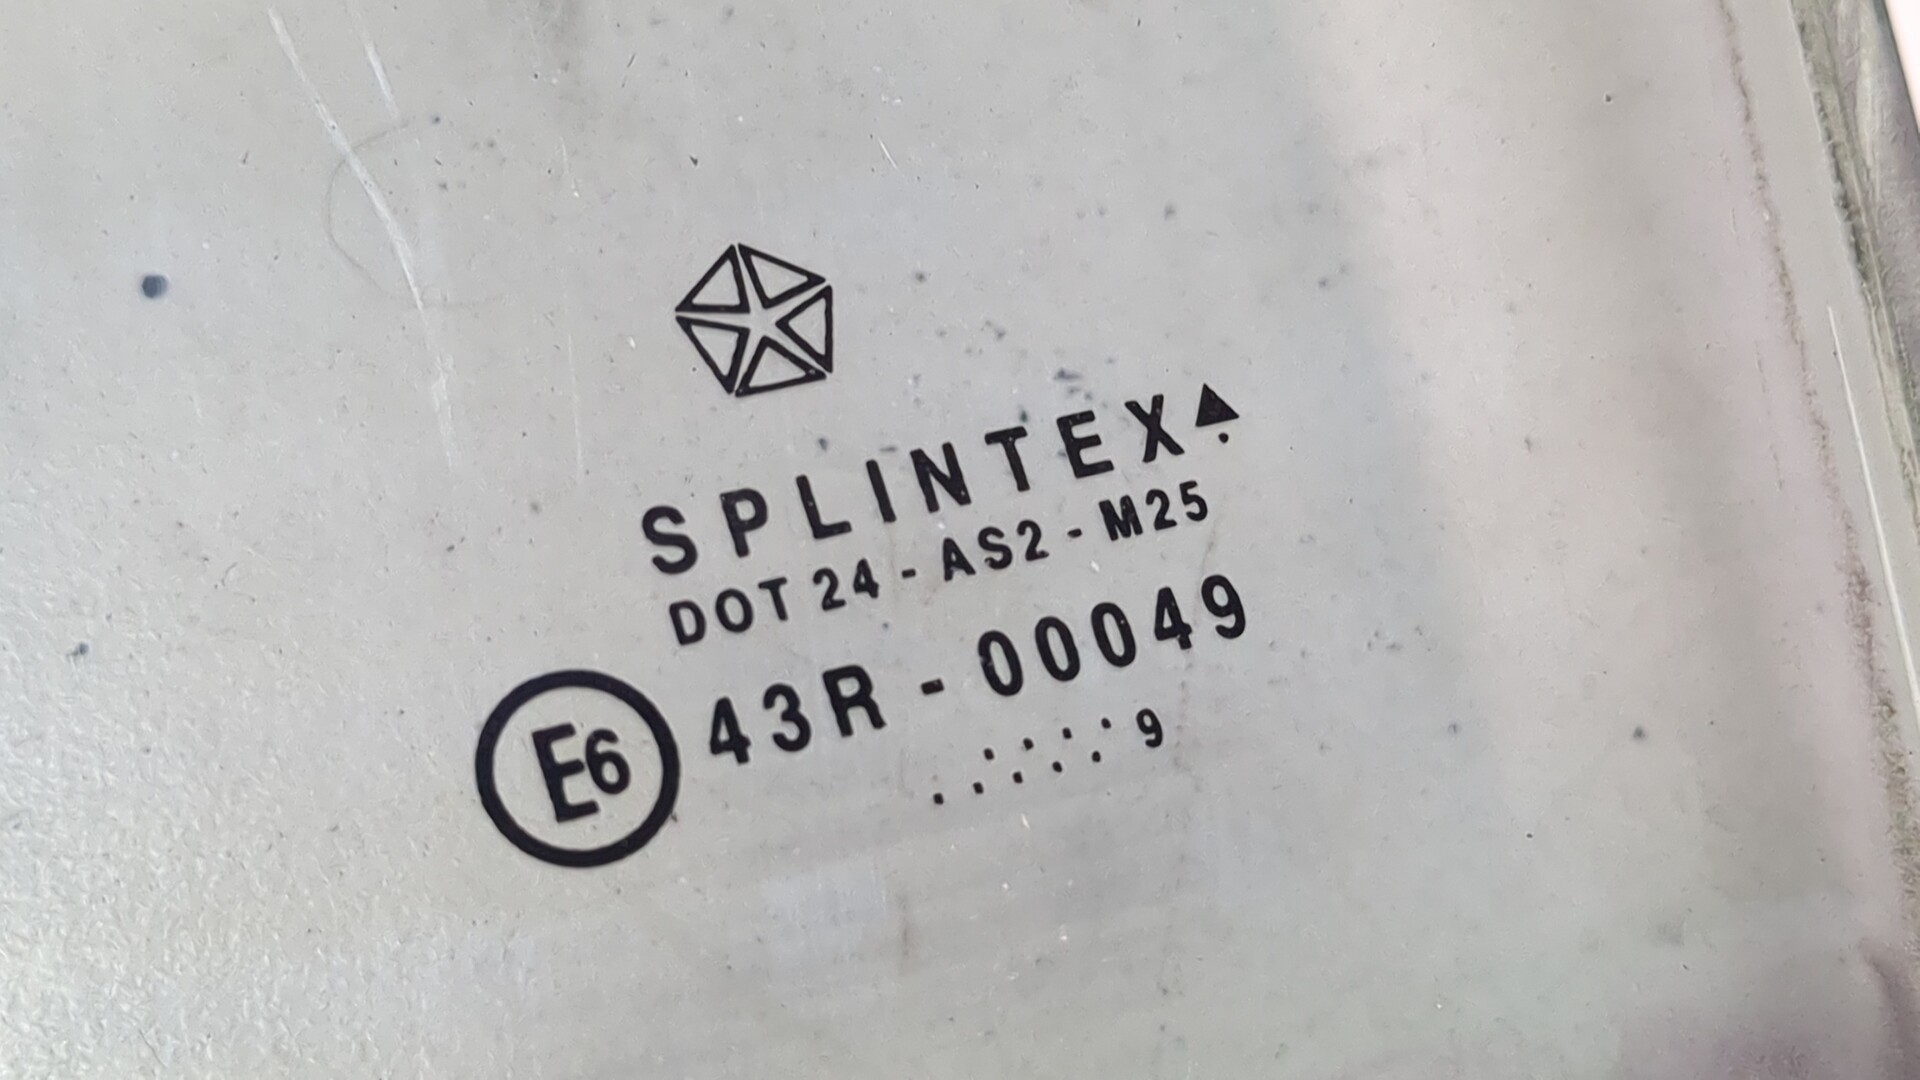 SPLINTEX
DOT 24 - AS2 - M25
E6 43R - 00049
9